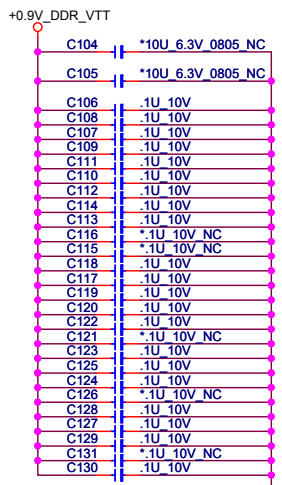 +0.9V_DDR_VTT
C104 *10U_6.3V_0805_NC
C105 *10U_6.3V_0805_NC
C106 .1U_10V
C108 .1U_10V
C107 .1U_10V
C109 .1U_10V
C111 .1U_10V
C110 .1U_10V
C112 .1U_10V
C114 .1U_10V
C113 .1U_10V
C116 *.1U_10V_NC
C115 *.1U_10V_NC
C118 .1U_10V
C117 .1U_10V
C119 .1U_10V
C120 .1U_10V
C122 .1U_10V
C121 *.1U_10V_NC
C123 .1U_10V
C125 .1U_10V
C124 .1U_10V
C126 *.1U_10V_NC
C128 .1U_10V
C127 .1U_10V
C129 .1U_10V
C131 *.1U_10V_NC
C130 .1U_10V